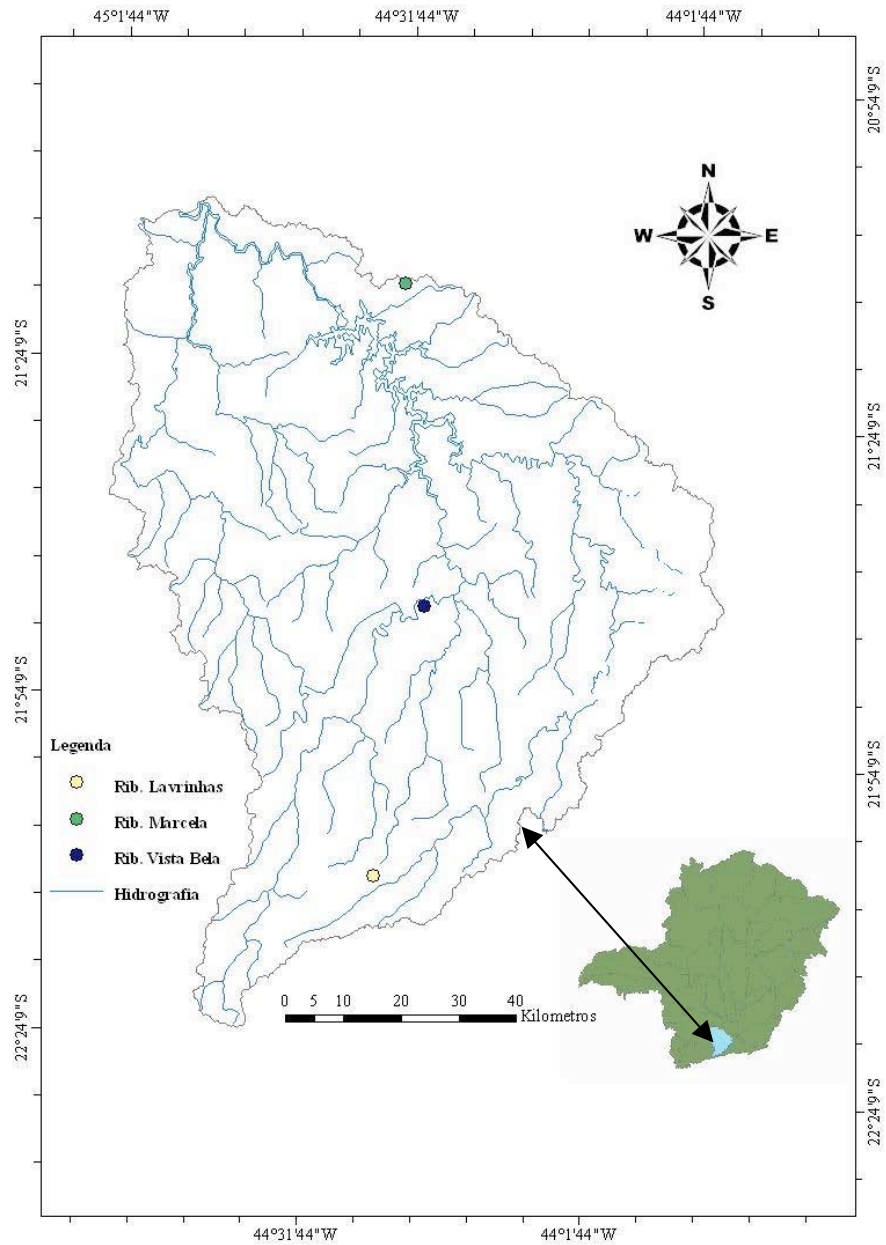 45°1'44"W 44°31'44"W 44°1'44"W
20°54'9"S
N
W E
S
21°24'9"S
21°24'9"S
21°54'9"S
21°54'9"S
Legenda
Rib. Lavrinhas
Rib. Marcela
Rib. Vista Bela
Hidrografia
0 5 10 20 30 40
Kilometros
22°24'9"S
22°24'9"S
44°31'44"W 44°1'44"W